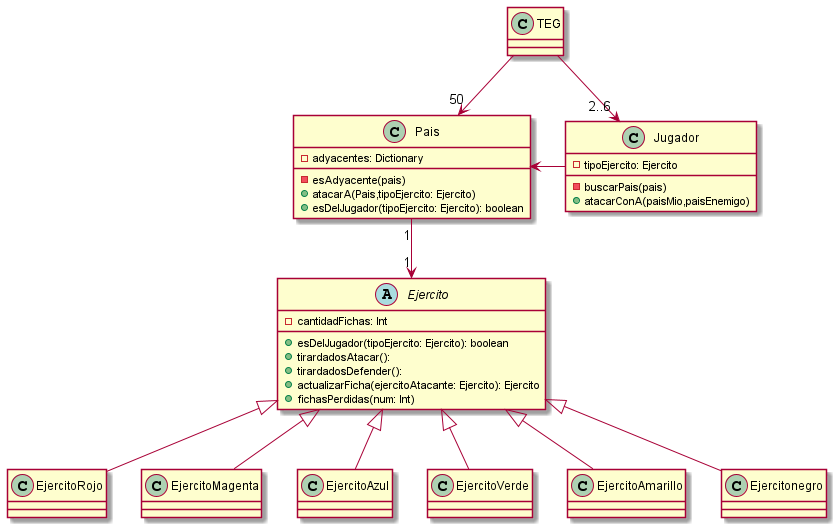 C TEG
50
2..6
C Pais
adyacentes: Dictionary
esAdyacente(pais)
atacarA(Pais,tipoEjercito: Ejercito)
esDelJugador(tipoEjercito: Ejercito): boolean
C Jugador
tipoEjercito: Ejercito
buscarPais(pais)
atacarConA(paisMio,paisEnemigo)
1
1
A Ejercito
cantidadFichas: Int
esDelJugador(tipoEjercito: Ejercito): boolean
tirardadosAtacar():
tirardadosDefender():
actualizarFicha(ejercitoAtacante: Ejercito): Ejercito
fichasPerdidas(num: Int)
C EjercitoRojo
C EjercitoMagenta
C EjercitoAzul
C EjercitoVerde
C EjercitoAmarillo
C Ejercitonegro